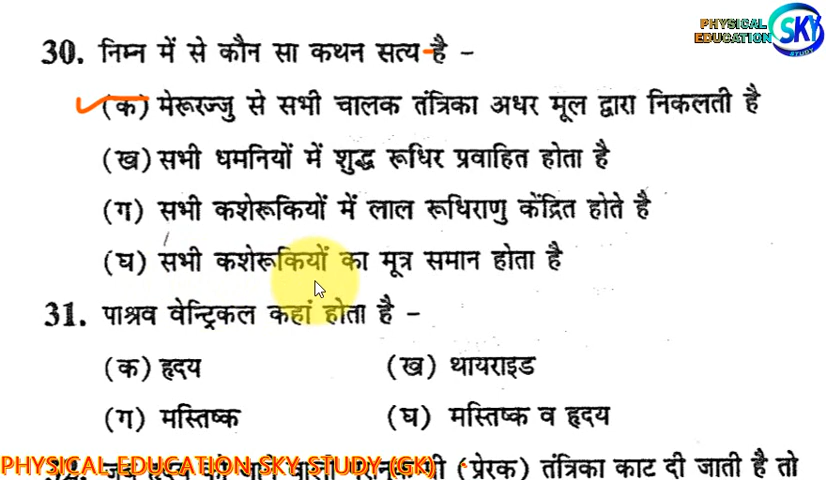 PHYSICAL
EDUCATION
SKY
STUDY
30. निम्न में से कौन सा कथन सत्य है -
(क) मेरूरज्जु से सभी चालक तंत्रिका अधर मूल द्वारा निकलती है
(ख) सभी धमनियों में शुद्ध रूधिर प्रवाहित होता है
(ग) सभी कशेरूकियों में लाल रूधिराणु केंद्रित होते है
(घ) सभी कशेरूकियों का मूत्र समान होता है
31. पाश्रव वेन्ट्रिकल कहां होता है -
(क) हृदय (ख) थायराइड
(ग) मस्तिष्क (घ) मस्तिष्क व हृदय
PHYSICAL EDUCATION SKY STUDY (GK) (प्रेरक) तंत्रिका काट दी जाती है तो